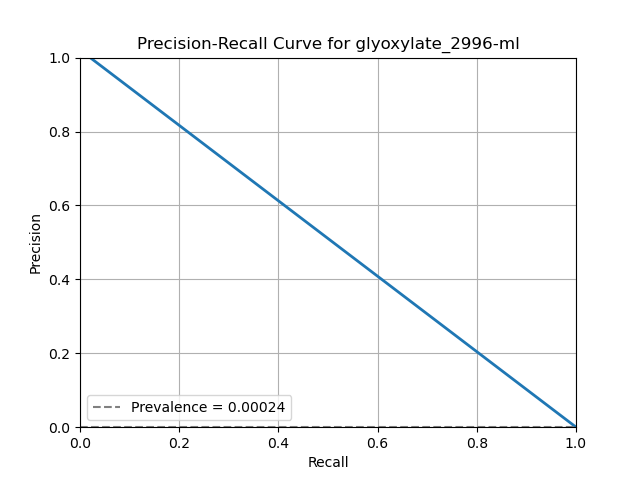 Precision-Recall Curve for glyoxylate_2996-ml
1.0
0.8
0.6
0.4
0.2
0.0
Precision
Prevalence = 0.00024
0.0 0.2 0.4 0.6 0.8 1.0
Recall